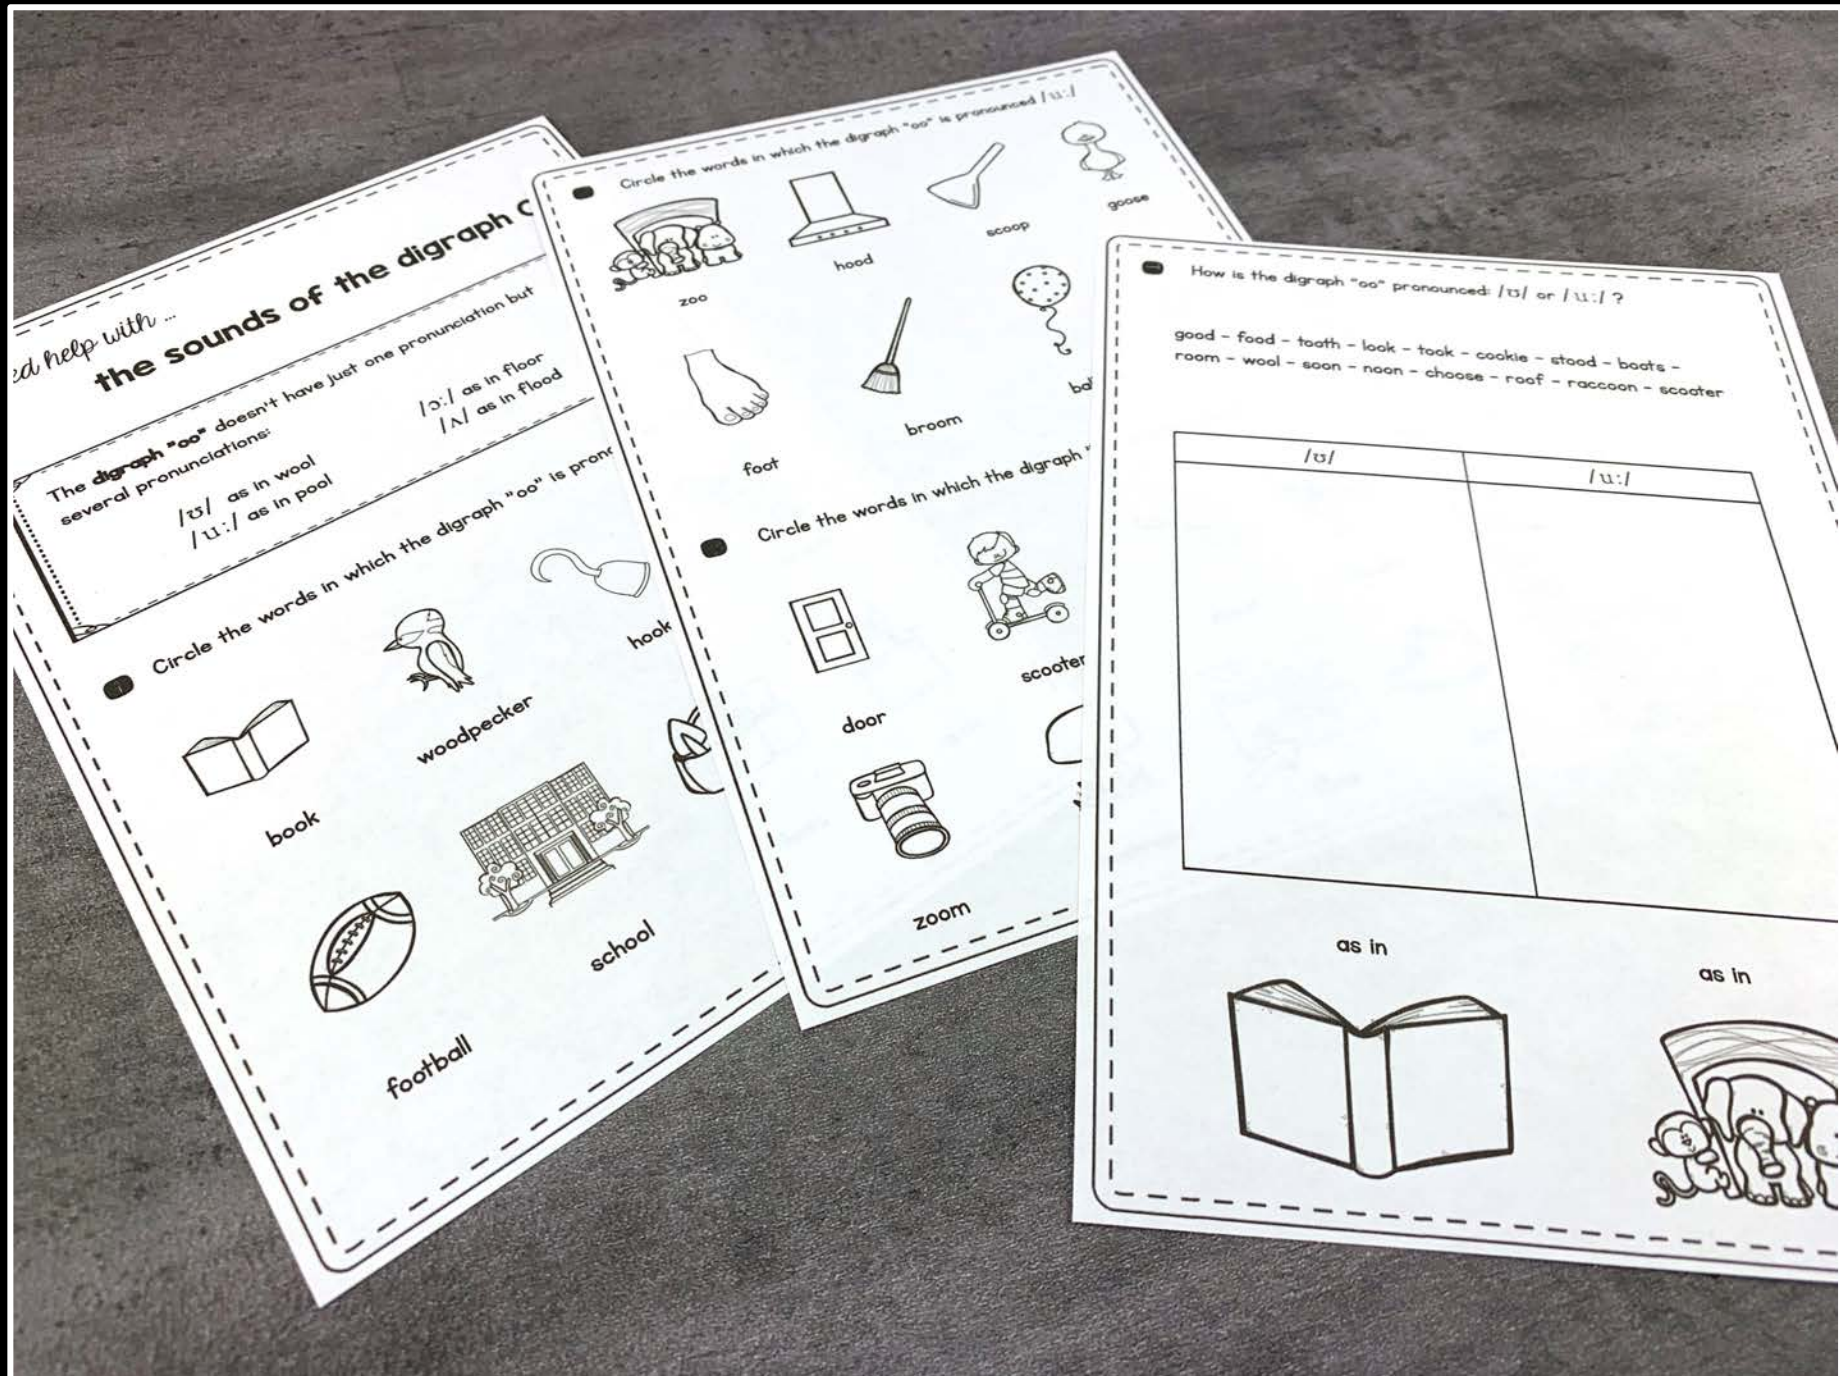 help with ...
the sounds of the digraph
The digraph "oo" doesn't have just one pronunciation but
several pronunciations:
/ʊ/ as in wool
/u:/ as in pool
/ɔ:/ as in floor
/ʌ/ as in flood
Circle the words in which the digraph "oo" is
book
woodpecker
hook
football
school
Circle the words in which the digraph "oo" is pronounced /u:/
zoo
hood
scoop
goose
foot
broom
Circle the words in which the digraph
door
scooter
zoom
How is the digraph "oo" pronounced: /ʊ/ or /u:/ ?
good - food - tooth - look - took - cookie - stood - boots -
room - wool - soon - noon - choose - roof - raccoon - scooter
/ʊ/
/u:/
as in
as in